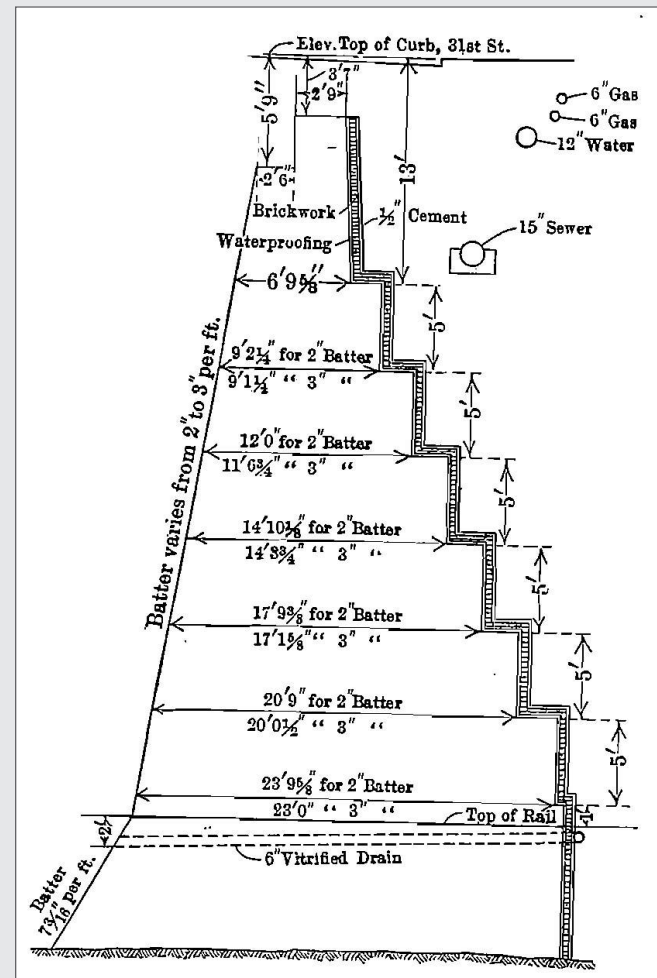 Elev. Top of Curb, 31st St.
3'7"
2'9"
5'9"
13'
6" Gas
6" Gas
12" Water
2'6"
Brickwork
½" Cement
Waterproofing
15" Sewer
6'9⅝"
5'
9'2¼" for 2" Batter
9'1¼" “ 3" “
5'
12'0" for 2" Batter
11'6¾" “ 3" “
5'
Batter varies from 2" to 3" per ft.
14'10⅛" for 2" Batter
14'3¾" “ 3" “
5'
17'9⅜" for 2" Batter
17'1⅝" “ 3" “
5'
20'9" for 2" Batter
20'0½" “ 3" “
5'
23'9⅝" for 2" Batter
23'0" “ 3" “
Top of Rail
1'
2'
6" Vitrified Drain
Batter
7 3/16" per ft.